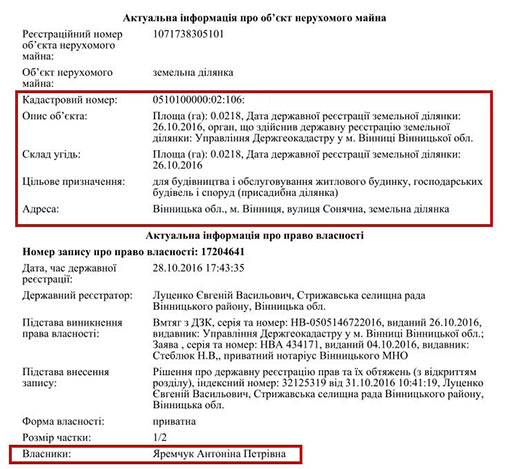 Актуальна інформація про об’єкт нерухомого майна
Реєстраційний номер
об’єкта нерухомого
майна:
1071738305101
Об’єкт нерухомого
майна:
земельна ділянка
Кадастровий номер:
0510100000:02:106:
Опис об’єкта:
Площа (га): 0.0218, Дата державної реєстрації земельної ділянки:
26.10.2016, орган, що здійснив державну реєстрацію земельної
ділянки: Управління Держгеокадастру у м. Вінниці Вінницької обл.
Склад угідь:
Площа (га): 0.0218, Дата державної реєстрації земельної ділянки:
26.10.2016
Цільове призначення:
для будівництва і обслуговування житлового будинку, господарських
будівель і споруд (присадибна ділянка)
Адреса:
Вінницька обл., м. Вінниця, вулиця Сонячна, земельна ділянка
Актуальна інформація про право власності
Номер запису про право власності: 17204641
Дата, час державної
реєстрації:
28.10.2016 17:43:35
Державний реєстратор:
Луценко Євгеній Васильович, Стрижавська селищна рада
Вінницького району, Вінницька обл.
Підстава виникнення
права власності:
Вмтяг з ДЗК, серія та номер: НВ-0505146722016, виданий 26.10.2016,
видавник: Управління Држгеокадастру у м. Вінниці Вінницької обл.;
Заява , серія та номер: НВА 434171, виданий 04.10.2016, видавник:
Стеблюк Н.В,, приватний нотаріус Вінницького МНО
Підстава внесення
запису:
Рішення про державну реєстрацію прав та їх обтяжень (з відкриттям
розділу), індексний номер: 32125319 від 31.10.2016 10:41:19, Луценко
Євгеній Васильович, Стрижавська селищна рада Вінницького району,
Вінницька обл.
Форма власності:
приватна
Розмір частки:
1/2
Власники:
Яремчук Антоніна Петрівна